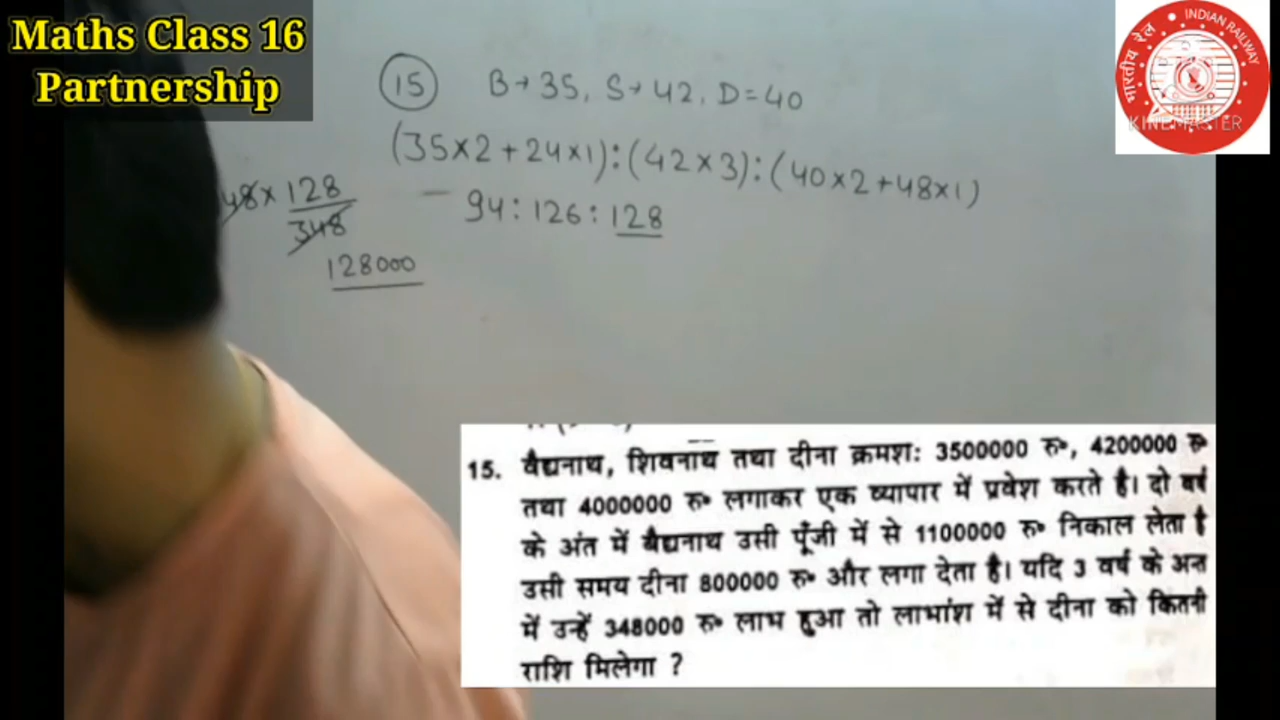 Maths Class 16
Partnership
INDIAN RAILWAY
भारतीय रेल
KINEMASTER
15 B→35, S→42, D=40
(35×2+24×1):(42×3):(40×2+48×1)
94:126:128
48× 128
348
128000
15. वैद्यनाथ, शिवनाथ तथा दीना क्रमशः 3500000 रु॰, 4200000 रु॰
तथा 4000000 रु॰ लगाकर एक व्यापार में प्रवेश करते है। दो वर्ष
के अंत में बैद्यनाथ उसी पूँजी में से 1100000 रु॰ निकाल लेता है
उसी समय दीना 800000 रु॰ और लगा देता है। यदि 3 वर्ष के अन्त
में उन्हें 348000 रु॰ लाभ हुआ तो लाभांश में से दीना को कितनी
राशि मिलेगा ?